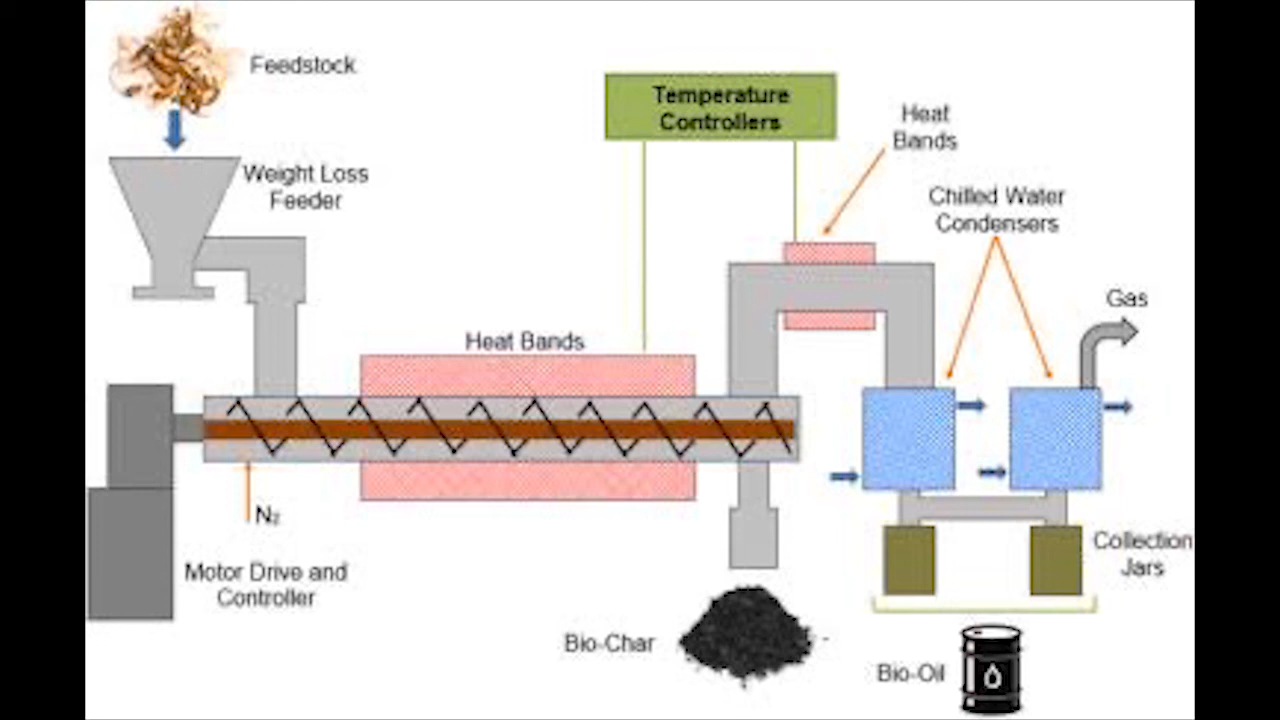 Feedstock
Weight Loss
Feeder
Temperature
Controllers
Heat
Bands
Chilled Water
Condensers
Gas
Heat Bands
N₂
Motor Drive and
Controller
Collection
Jars
Bio-Char
Bio-Oil